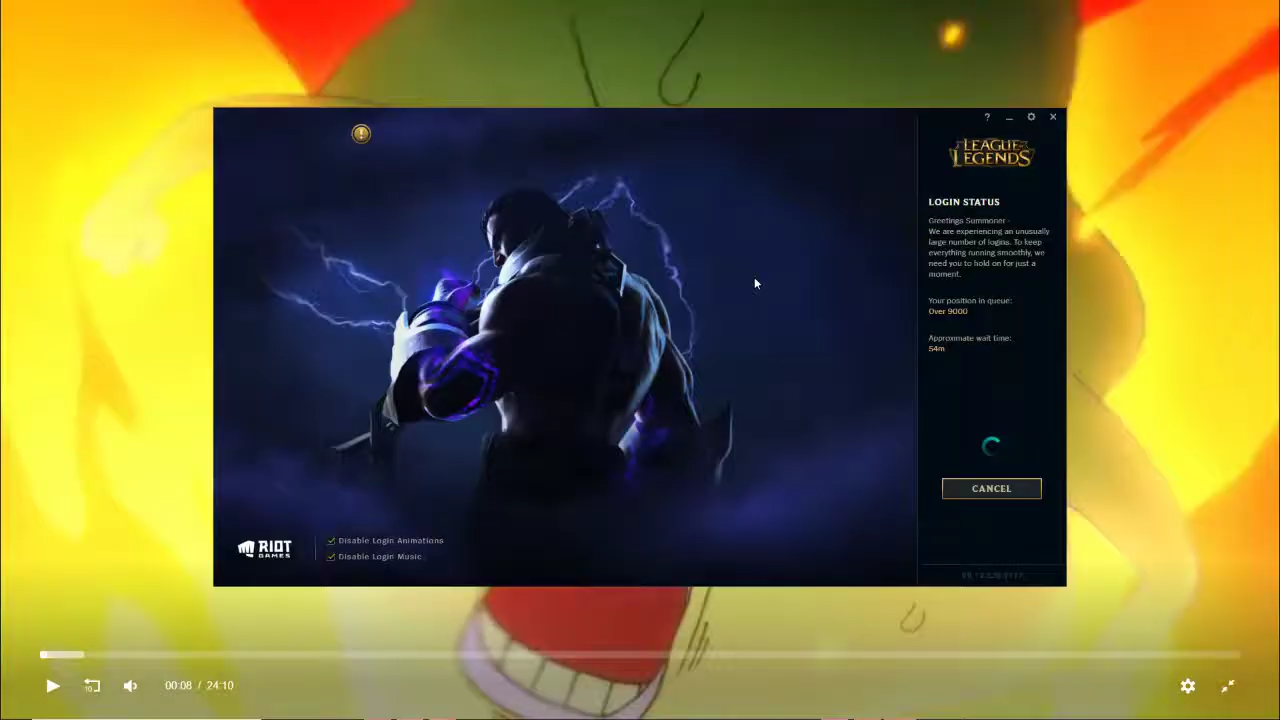 ?
LEAGUE
OF
LEGENDS
LOGIN STATUS
Greetings Summoner -
We are experiencing an unusually
large number of logins. To keep
everything running smoothly, we
need you to hold on for just a
moment.
Your position in queue:
Over 9000
Approximate wait time:
54m
CANCEL
RIOT
GAMES
Disable Login Animations
Disable Login Music
10
00:08 / 24:10